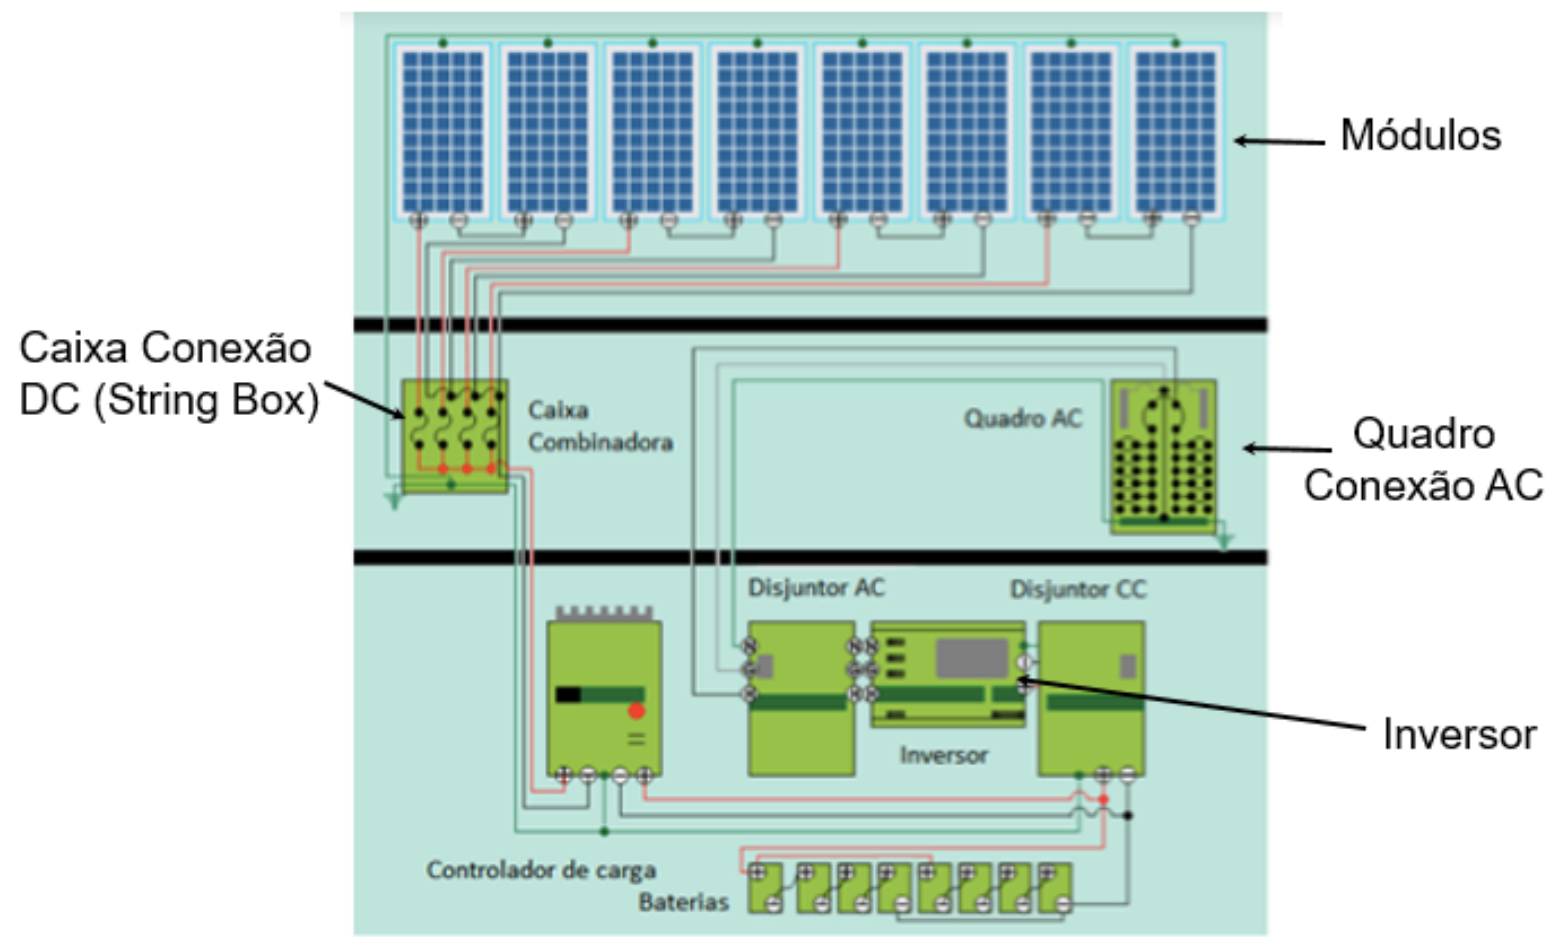 Módulos
Caixa Conexão
DC (String Box)
Caixa
Combinadora
Quadro AC
Quadro
Conexão AC
Disjuntor AC
Disjuntor CC
Inversor
Inversor
Controlador de carga
Baterias